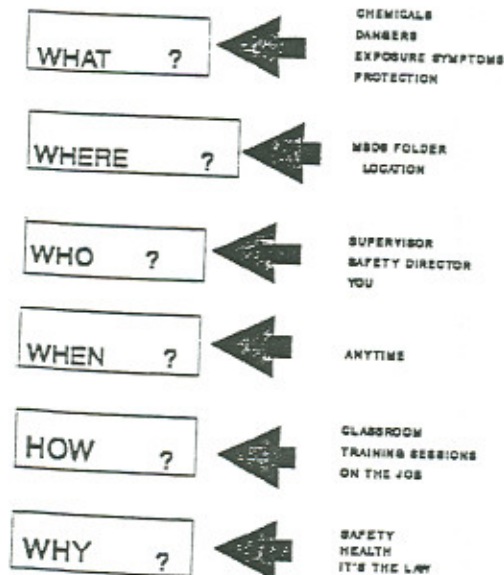 WHAT ?
CHEMICALS
DANGERS
EXPOSURE SYMPTOMS
PROTECTION
WHERE ?
MSDS FOLDER
LOCATION
WHO ?
SUPERVISOR
SAFETY DIRECTOR
YOU
WHEN ?
ANYTIME
HOW ?
CLASSROOM
TRAINING SESSIONS
ON THE JOB
WHY ?
SAFETY
HEALTH
IT'S THE LAW